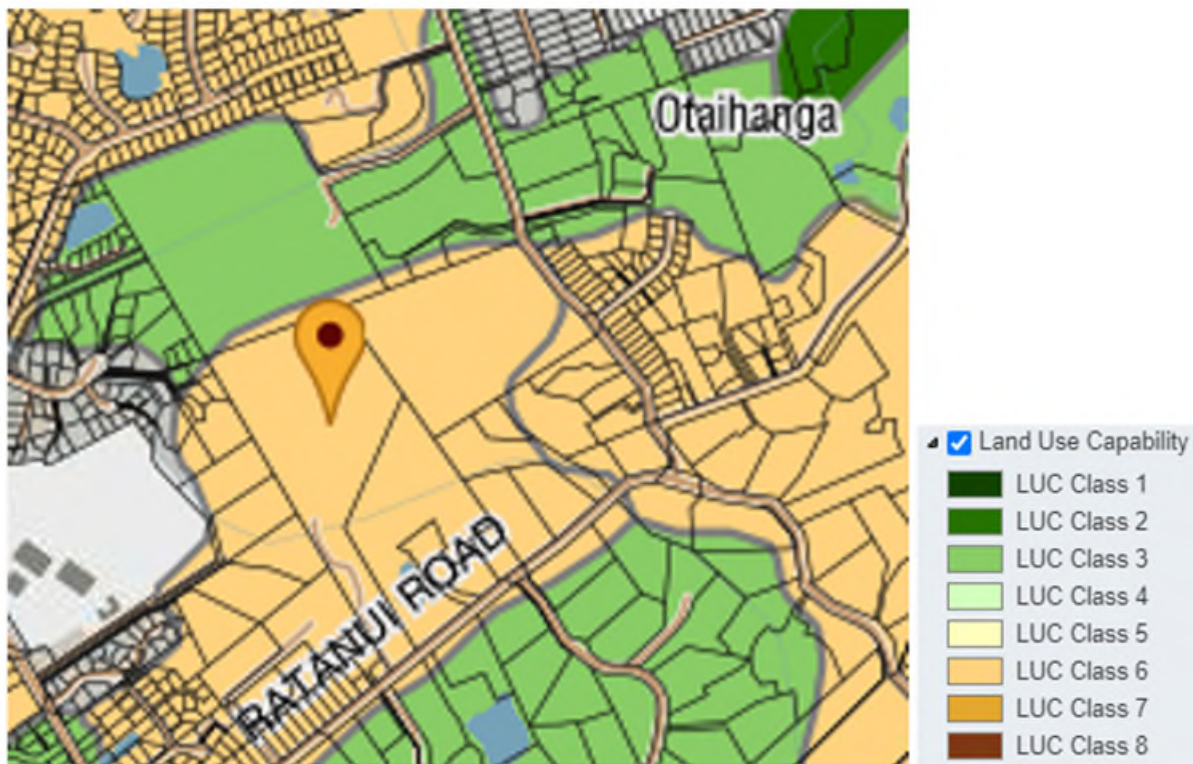 Otaihanga
RATANUI ROAD
Land Use Capability
LUC Class 1
LUC Class 2
LUC Class 3
LUC Class 4
LUC Class 5
LUC Class 6
LUC Class 7
LUC Class 8